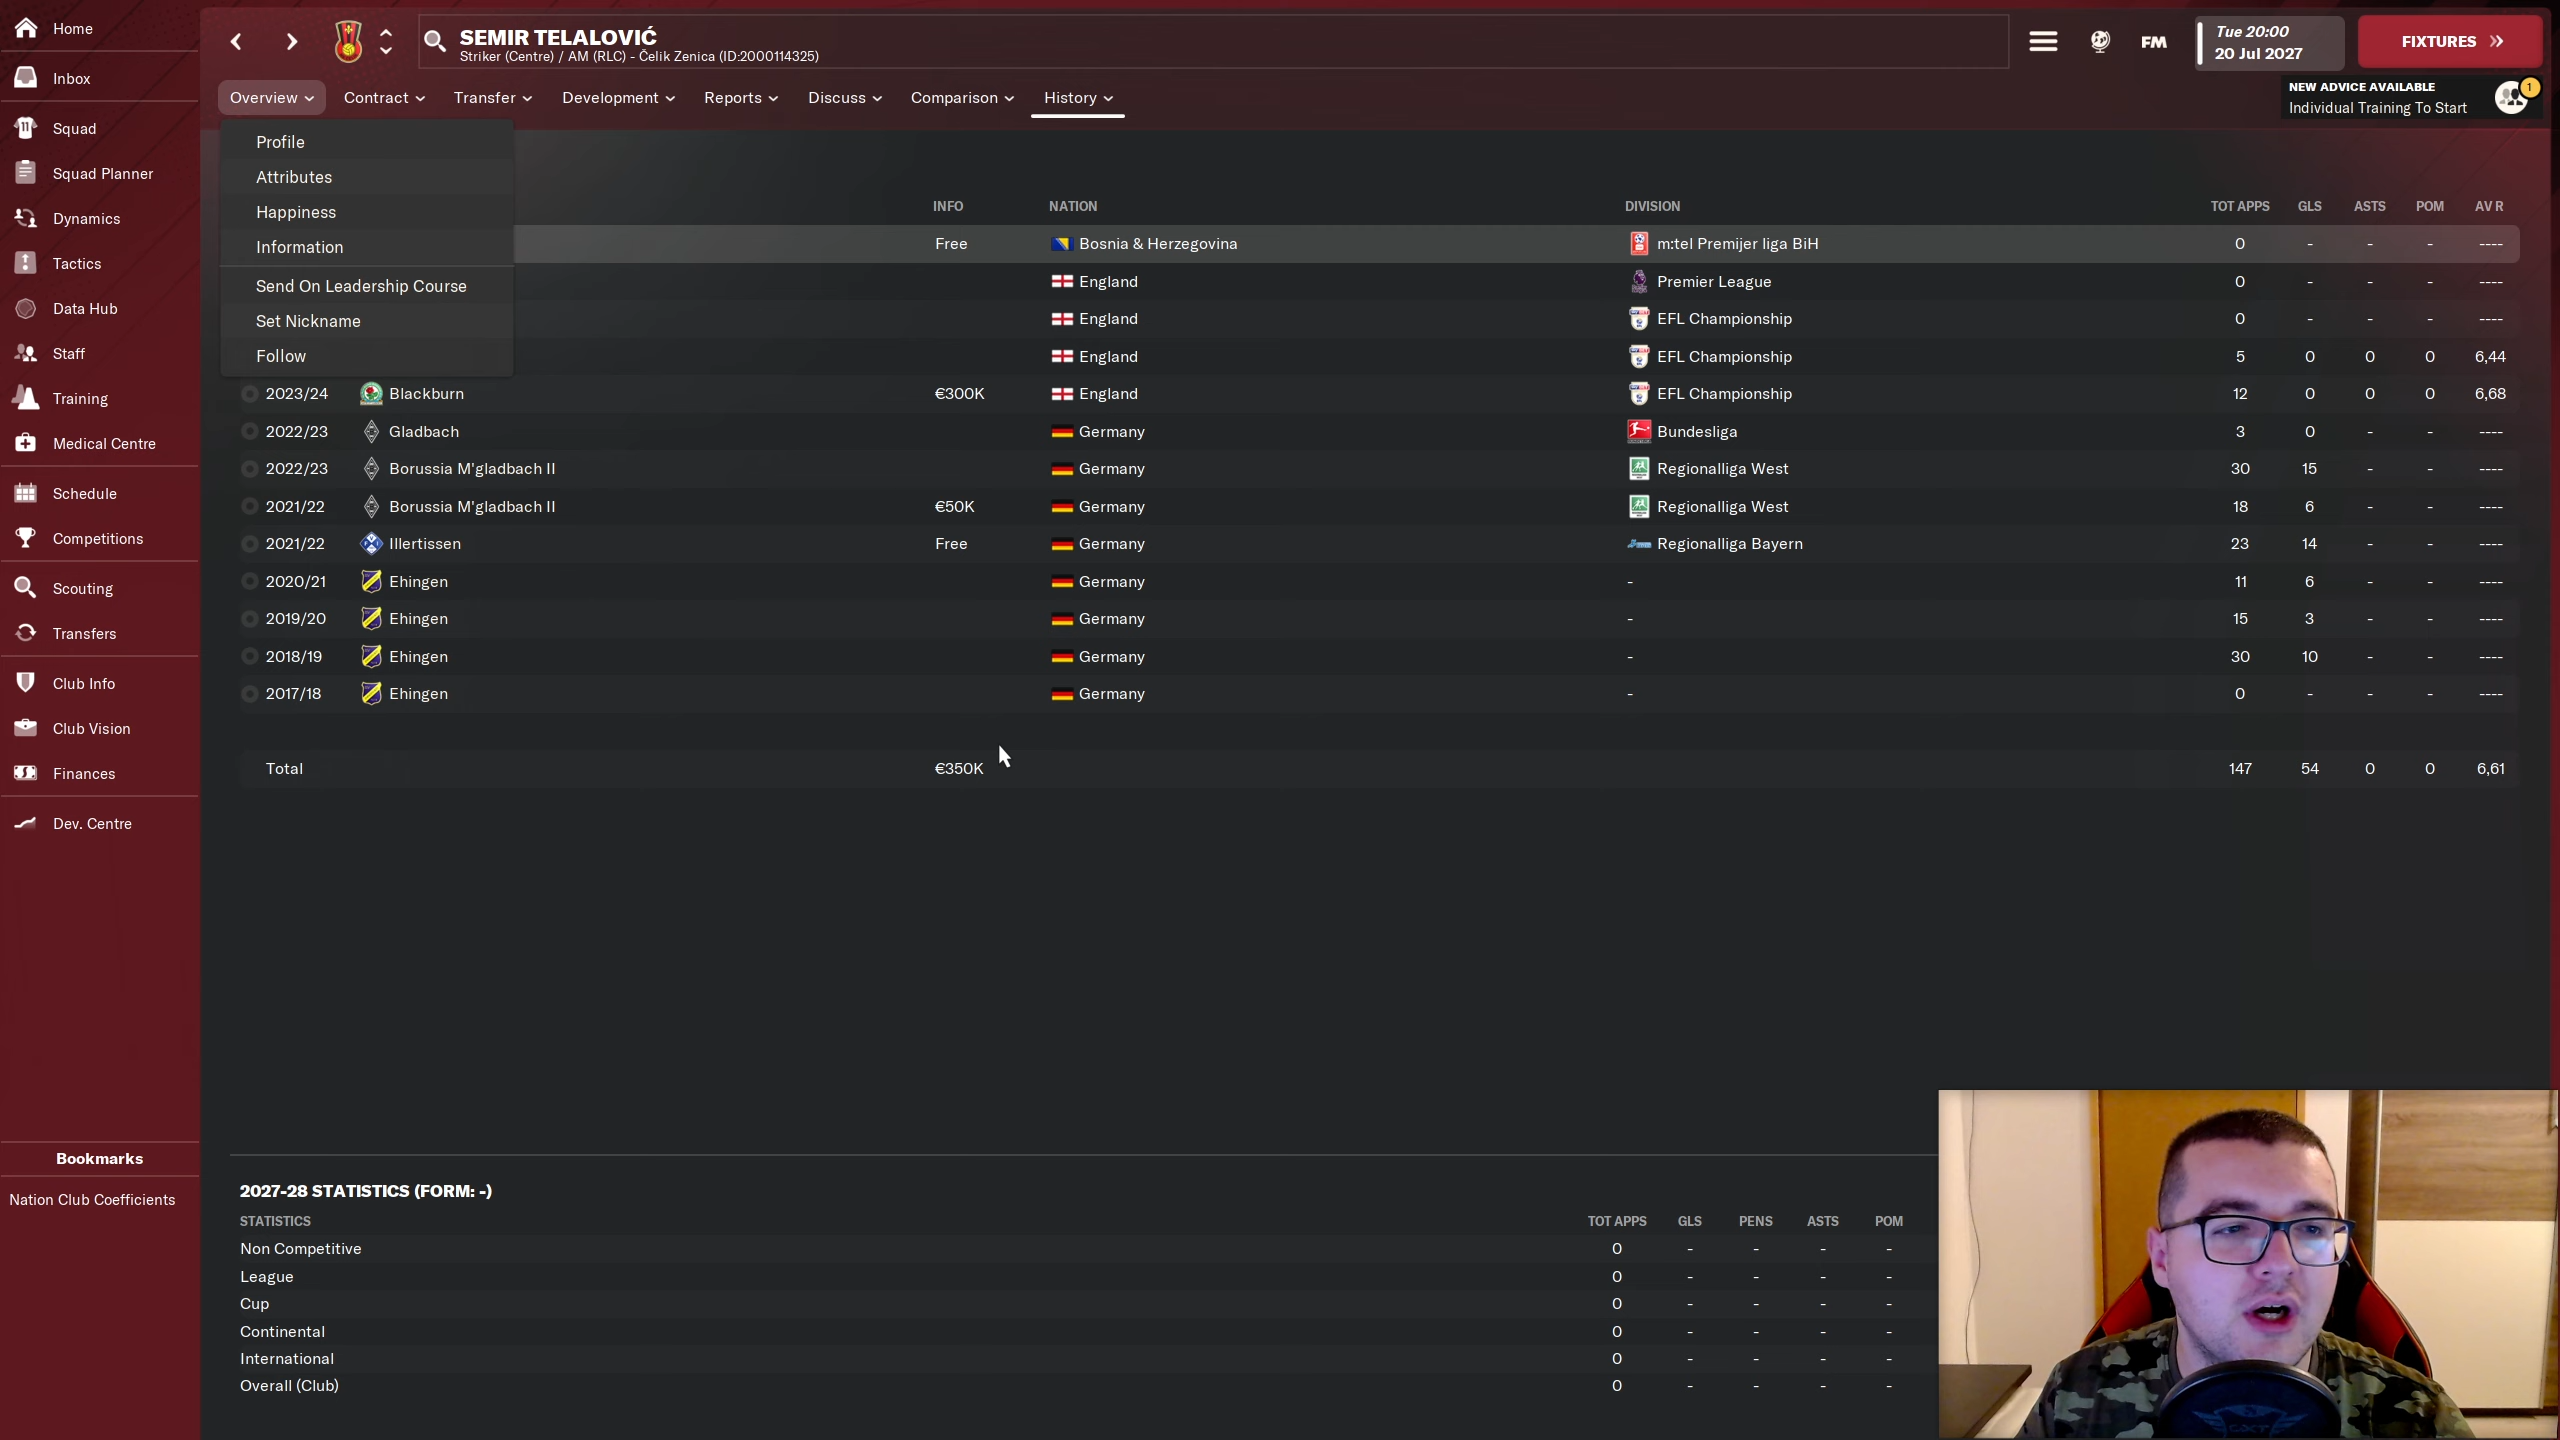 Home
Inbox
Squad
Squad Planner
Dynamics
Tactics
Data Hub
Staff
Training
Medical Centre
Schedule
Competitions
Scouting
Transfers
Club Info
Club Vision
Finances
Dev. Centre
Bookmarks
Nation Club Coefficients
SEMIR TELALOVIĆ
Striker (Centre) / AM (RLC) - Čelik Zenica (ID:2000114325)
FM
Tue 20:00
20 Jul 2027
FIXTURES
Overview Contract Transfer Development Reports Discuss Comparison History
NEW ADVICE AVAILABLE
Individual Training To Start
1
Profile
Attributes
Happiness
Information
Send On Leadership Course
Set Nickname
Follow
INFO NATION DIVISION TOT APPS GLS ASTS POM AV R
Free Bosnia & Herzegovina m:tel Premijer liga BiH 0 - - - ----
England Premier League 0 - - - ----
England EFL Championship 0 - - - ----
England EFL Championship 5 0 0 0 6,44
2023/24 Blackburn €300K England EFL Championship 12 0 0 0 6,68
2022/23 Gladbach Germany Bundesliga 3 0 - - ----
2022/23 Borussia M'gladbach II Germany Regionalliga West 30 15 - - ----
2021/22 Borussia M'gladbach II €50K Germany Regionalliga West 18 6 - - ----
2021/22 Illertissen Free Germany Regionalliga Bayern 23 14 - - ----
2020/21 Ehingen Germany - 11 6 - - ----
2019/20 Ehingen Germany - 15 3 - - ----
2018/19 Ehingen Germany - 30 10 - - ----
2017/18 Ehingen Germany - 0 - - - ----
Total €350K 147 54 0 0 6,61
2027-28 STATISTICS (FORM: -)
STATISTICS TOT APPS GLS PENS ASTS POM
Non Competitive 0 - - - -
League 0 - - - -
Cup 0 - - - -
Continental 0 - - - -
International 0 - - - -
Overall (Club) 0 - - - -